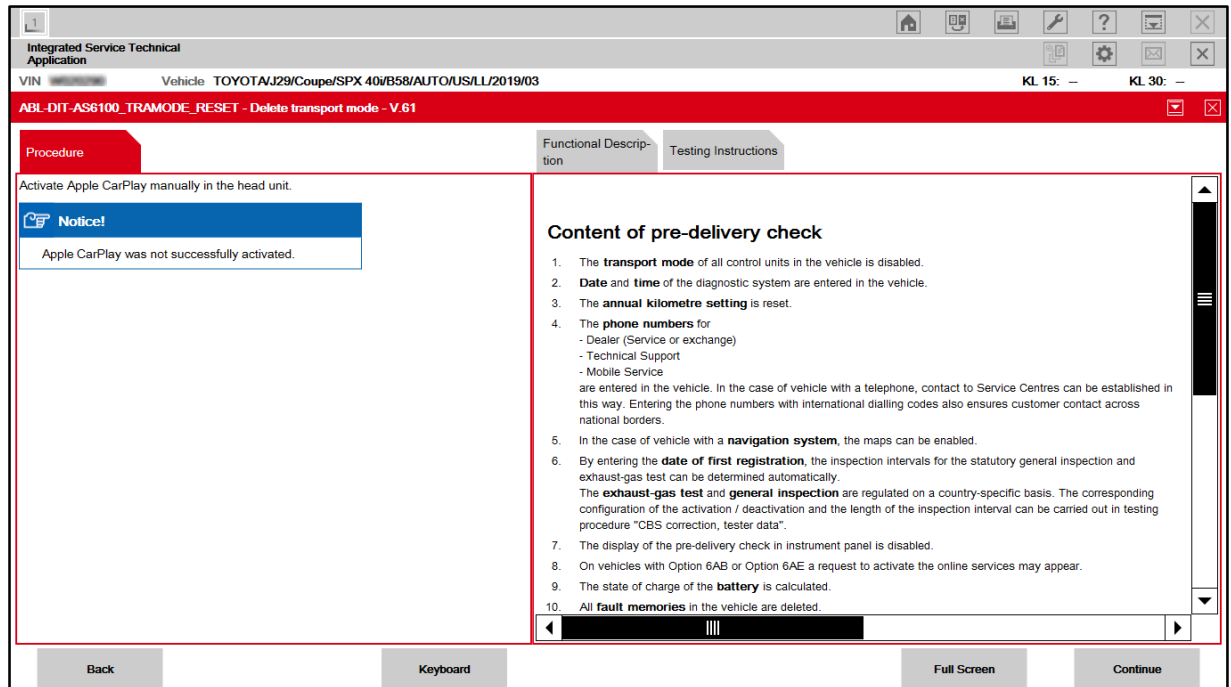 1
?
Integrated Service Technical
Application
VIN
Vehicle TOYOTA/J29/Coupe/SPX 40i/B58/AUTO/US/LL/2019/03
KL 15: –
KL 30: –
ABL-DIT-AS6100_TRAMODE_RESET - Delete transport mode - V.61
Procedure
Activate Apple CarPlay manually in the head unit.
Notice!
Apple CarPlay was not successfully activated.
Functional Descrip-
tion
Testing Instructions
Content of pre-delivery check
1. The transport mode of all control units in the vehicle is disabled.
2. Date and time of the diagnostic system are entered in the vehicle.
3. The annual kilometre setting is reset.
4. The phone numbers for
- Dealer (Service or exchange)
- Technical Support
- Mobile Service
are entered in the vehicle. In the case of vehicle with a telephone, contact to Service Centres can be established in
this way. Entering the phone numbers with international dialling codes also ensures customer contact across
national borders.
5. In the case of vehicle with a navigation system, the maps can be enabled.
6. By entering the date of first registration, the inspection intervals for the statutory general inspection and
exhaust-gas test can be determined automatically.
The exhaust-gas test and general inspection are regulated on a country-specific basis. The corresponding
configuration of the activation / deactivation and the length of the inspection interval can be carried out in testing
procedure "CBS correction, tester data".
7. The display of the pre-delivery check in instrument panel is disabled.
8. On vehicles with Option 6AB or Option 6AE a request to activate the online services may appear.
9. The state of charge of the battery is calculated.
10. All fault memories in the vehicle are deleted.
Back
Keyboard
Full Screen
Continue